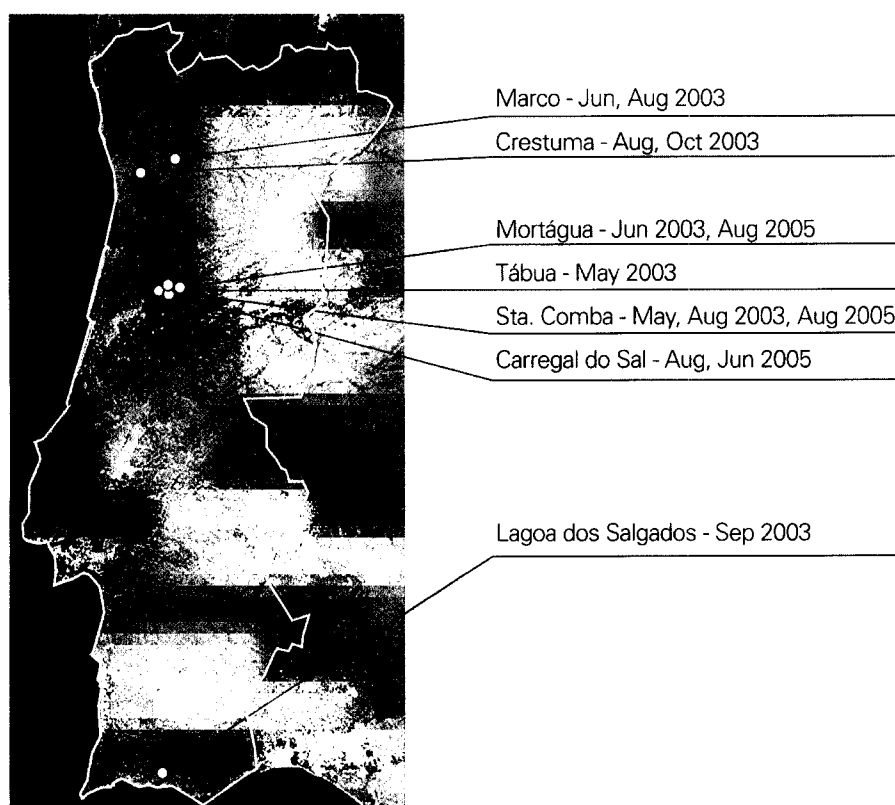 Marco - Jun, Aug 2003
Crestuma - Aug, Oct 2003
Mortágua - Jun 2003, Aug 2005
Tábua - May 2003
Sta. Comba - May, Aug 2003, Aug 2005
Carregal do Sal - Aug, Jun 2005
Lagoa dos Salgados - Sep 2003